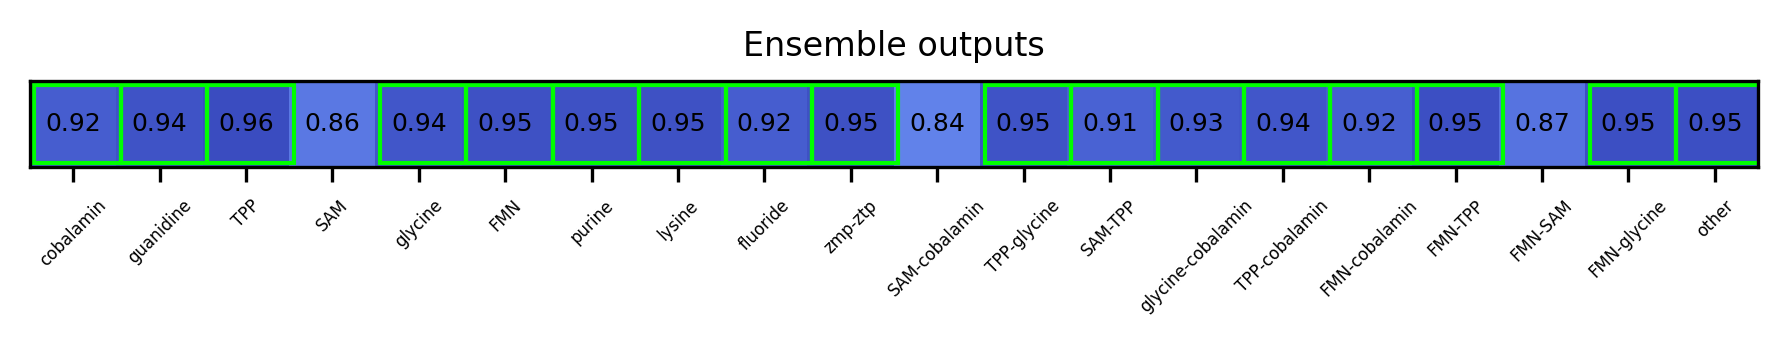 Ensemble outputs
0.92 0.94 0.96 0.86 0.94 0.95 0.95 0.95 0.92 0.95 0.84 0.95 0.91 0.93 0.94 0.92 0.95 0.87 0.95 0.95
cobalamin guanidine TPP SAM glycine FMN purine lysine fluoride zmp-ztp SAM-cobalamin TPP-glycine SAM-TPP glycine-cobalamin TPP-cobalamin FMN-cobalamin FMN-TPP FMN-SAM FMN-glycine other